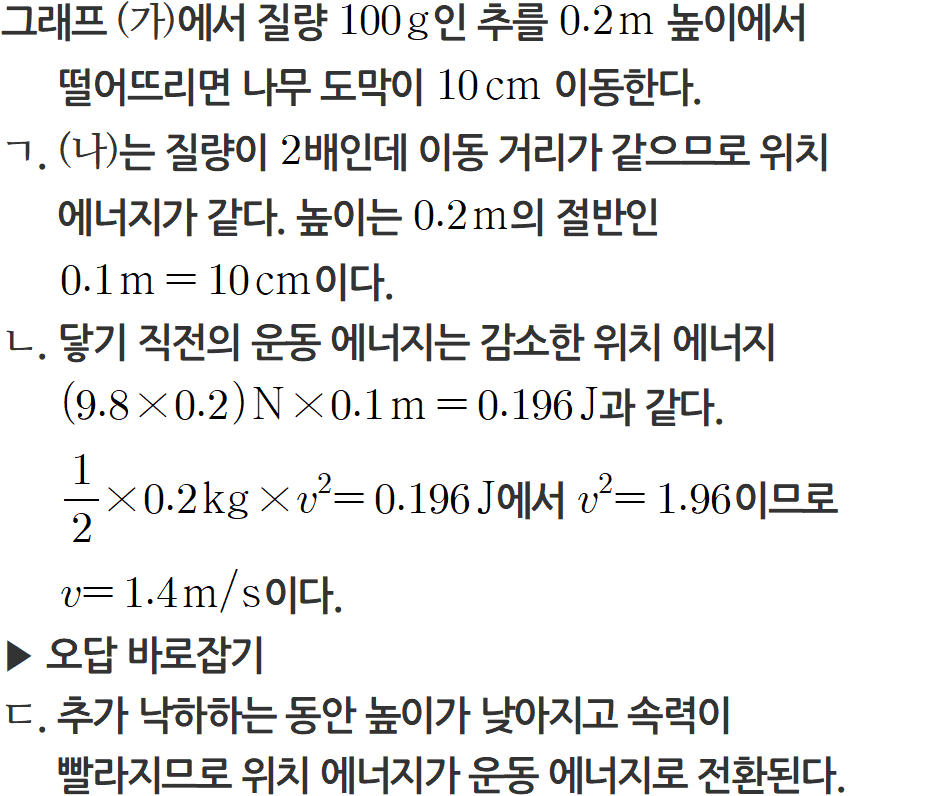 그래프 (가)에서 질량 100 g인 추를 0.2 m 높이에서
떨어뜨리면 나무 도막이 10 cm 이동한다.
ㄱ. (나)는 질량이 2배인데 이동 거리가 같으므로 위치
에너지가 같다. 높이는 0.2 m의 절반인
0.1 m = 10 cm이다.
ㄴ. 닿기 직전의 운동 에너지는 감소한 위치 에너지
(9.8×0.2) N×0.1 m = 0.196 J과 같다.
1/2×0.2 kg×v²= 0.196 J에서 v²= 1.96이므로
v= 1.4 m/s이다.
▶ 오답 바로잡기
ㄷ. 추가 낙하하는 동안 높이가 낮아지고 속력이
빨라지므로 위치 에너지가 운동 에너지로 전환된다.